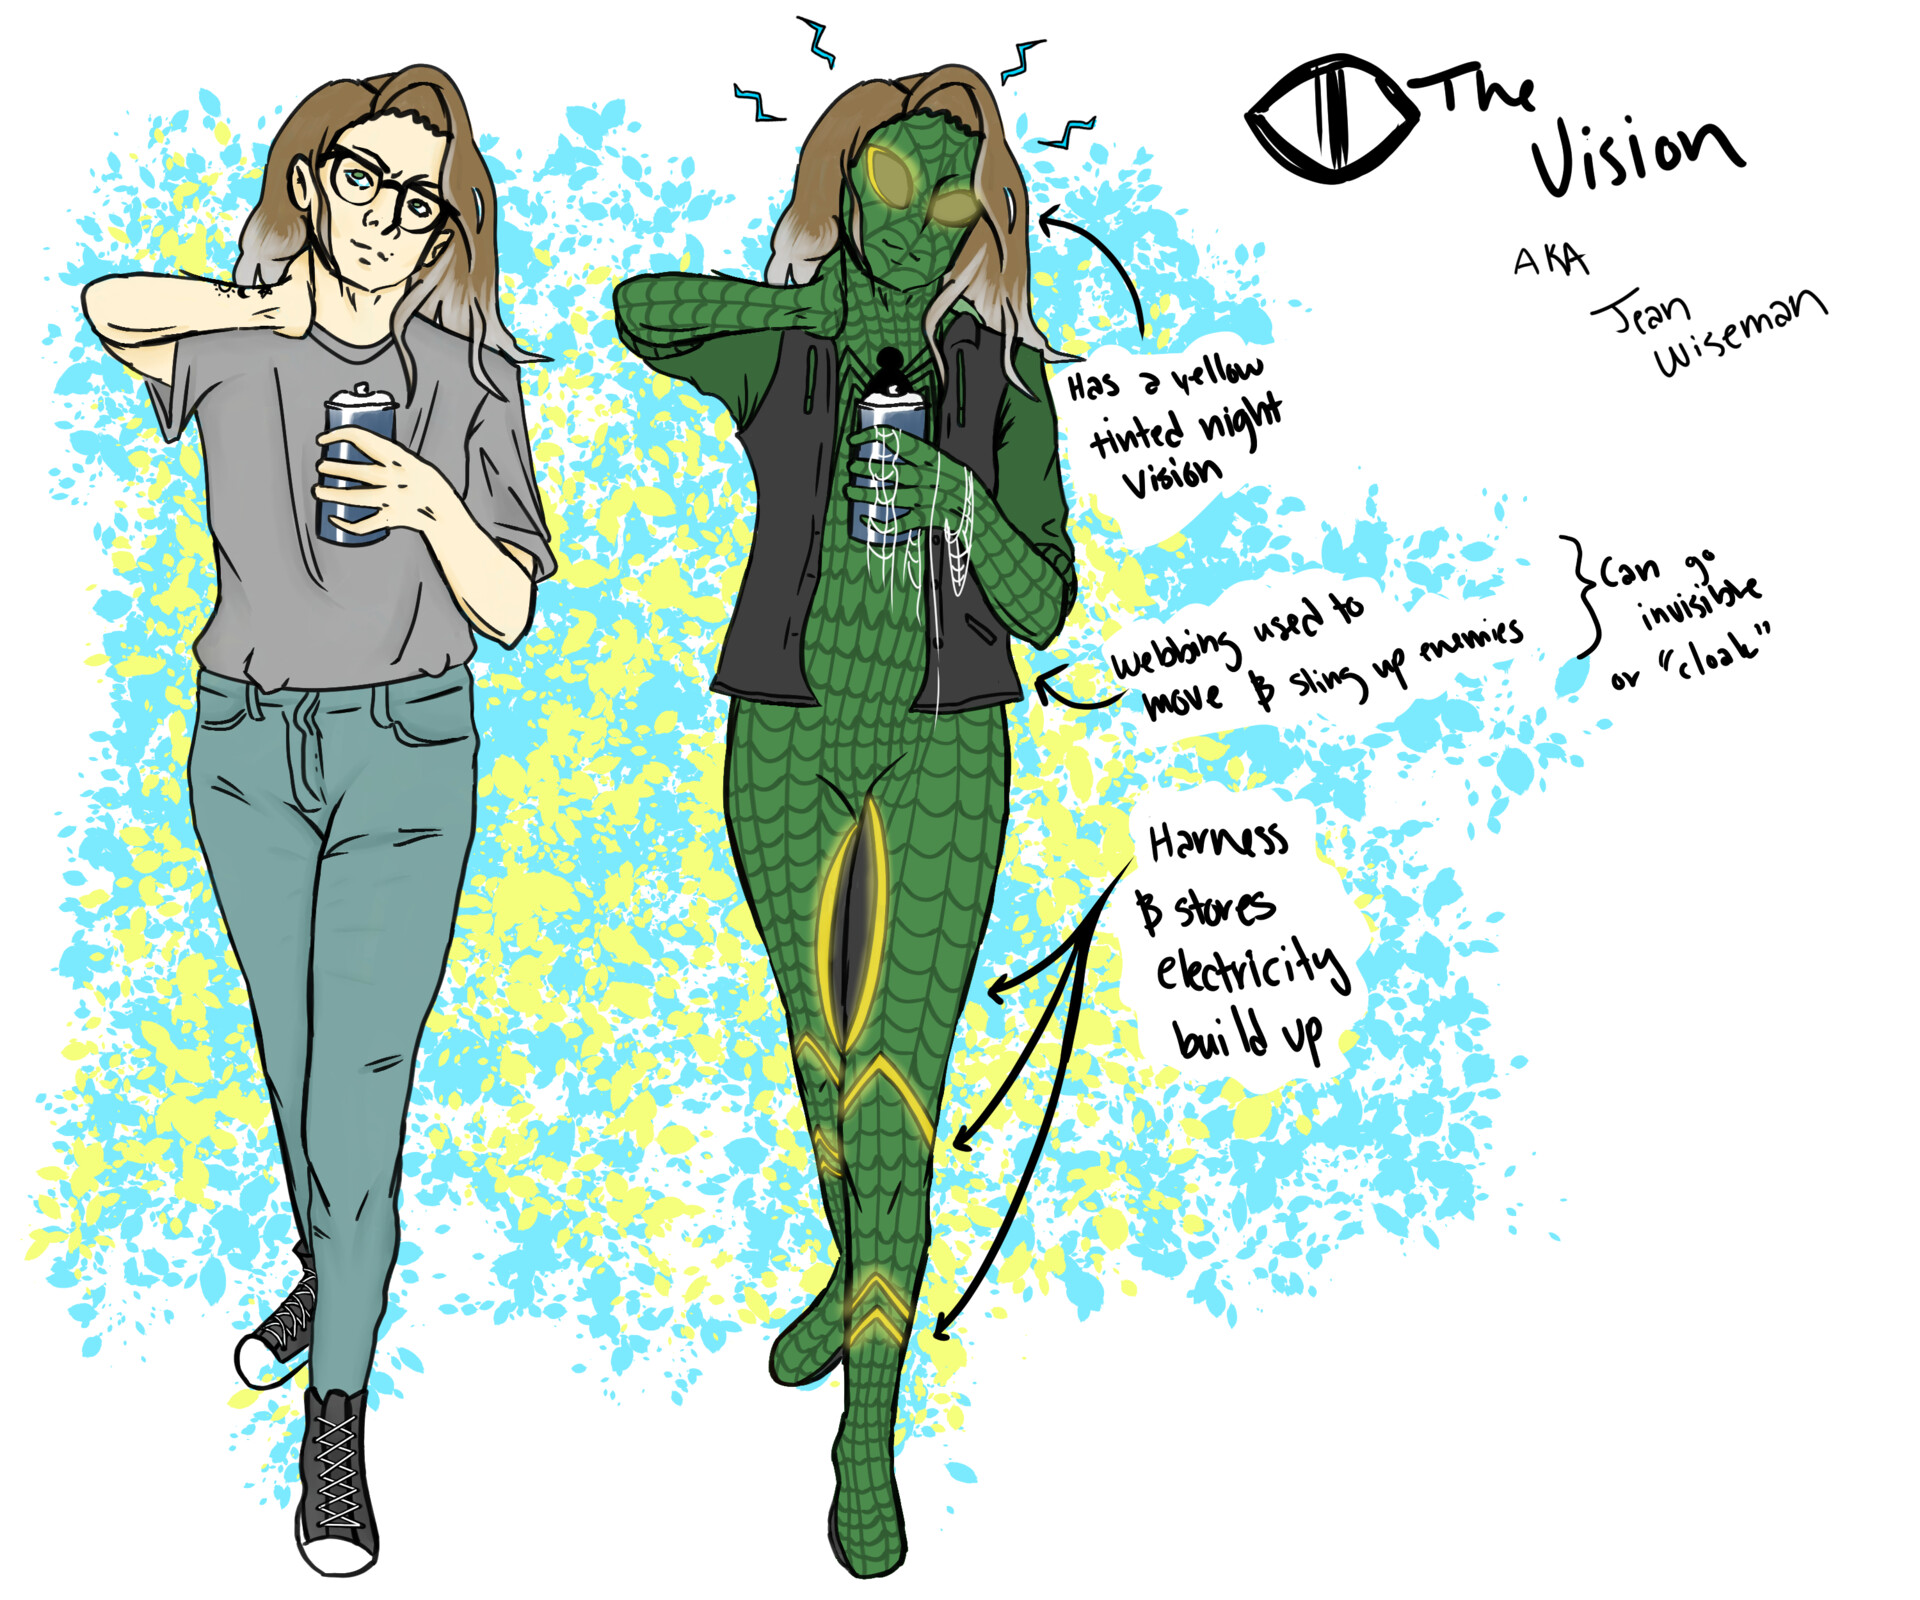 The
Vision
AKA
Jean
Wiseman
Has a yellow
tinted night
Vision
Webbing used to
move & sling up enemies
Can go
invisible
or "cloak"
Harness
& stores
electricity
build up